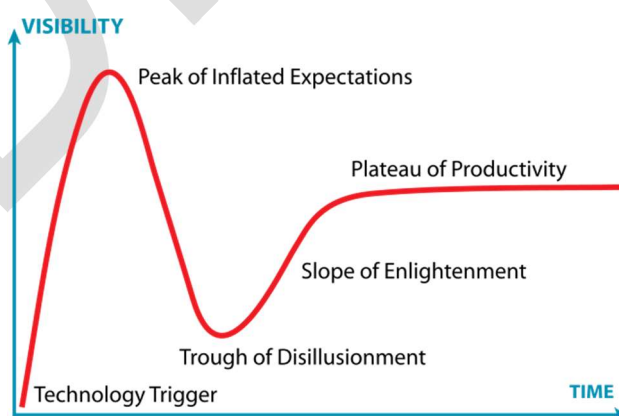 VISIBILITY
Peak of Inflated Expectations
Plateau of Productivity
Slope of Enlightenment
Trough of Disillusionment
Technology Trigger
TIME